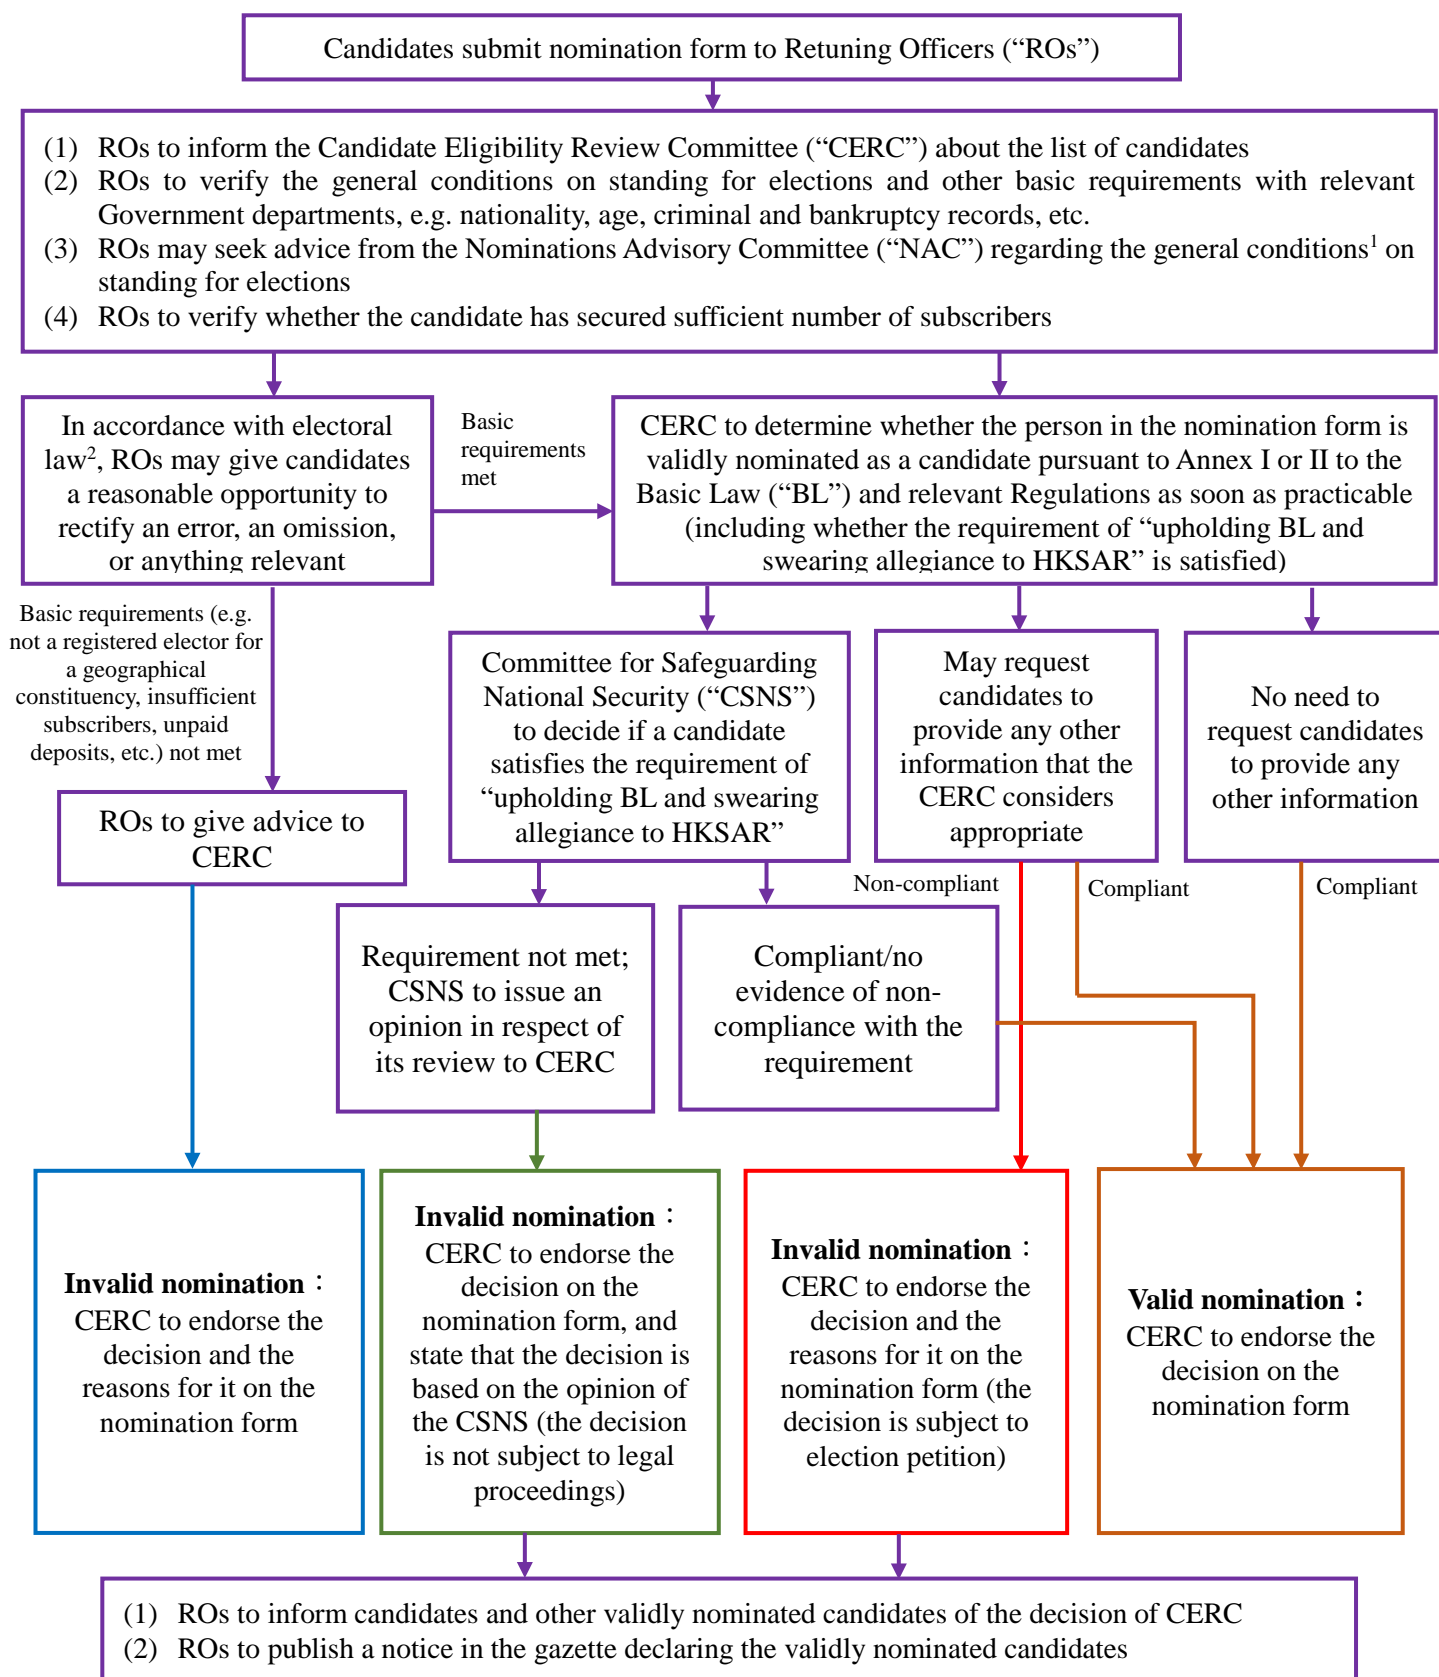 Candidates submit nomination form to Retuning Officers (“ROs”)
(1) ROs to inform the Candidate Eligibility Review Committee (“CERC”) about the list of candidates
(2) ROs to verify the general conditions on standing for elections and other basic requirements with relevant
Government departments, e.g. nationality, age, criminal and bankruptcy records, etc.
(3) ROs may seek advice from the Nominations Advisory Committee (“NAC”) regarding the general conditions¹ on
standing for elections
(4) ROs to verify whether the candidate has secured sufficient number of subscribers
In accordance with electoral
law², ROs may give candidates
a reasonable opportunity to
rectify an error, an omission,
or anything relevant
Basic
requirements
met
CERC to determine whether the person in the nomination form is
validly nominated as a candidate pursuant to Annex I or II to the
Basic Law (“BL”) and relevant Regulations as soon as practicable
(including whether the requirement of “upholding BL and
swearing allegiance to HKSAR” is satisfied)
Basic requirements (e.g.
not a registered elector for
a geographical
constituency, insufficient
subscribers, unpaid
deposits, etc.) not met
Committee for Safeguarding
National Security (“CSNS”)
to decide if a candidate
satisfies the requirement of
“upholding BL and swearing
allegiance to HKSAR”
May request
candidates to
provide any other
information that the
CERC considers
appropriate
No need to
request candidates
to provide any
other information
ROs to give advice to
CERC
Non-compliant
Compliant
Compliant
Requirement not met;
CSNS to issue an
opinion in respect of
its review to CERC
Compliant/no
evidence of non-
compliance with the
requirement
Invalid nomination：
CERC to endorse the
decision and the
reasons for it on the
nomination form
Invalid nomination：
CERC to endorse the
decision on the
nomination form, and
state that the decision is
based on the opinion of
the CSNS (the decision
is not subject to legal
proceedings)
Invalid nomination：
CERC to endorse the
decision and the
reasons for it on the
nomination form (the
decision is subject to
election petition)
Valid nomination：
CERC to endorse the
decision on the
nomination form
(1) ROs to inform candidates and other validly nominated candidates of the decision of CERC
(2) ROs to publish a notice in the gazette declaring the validly nominated candidates